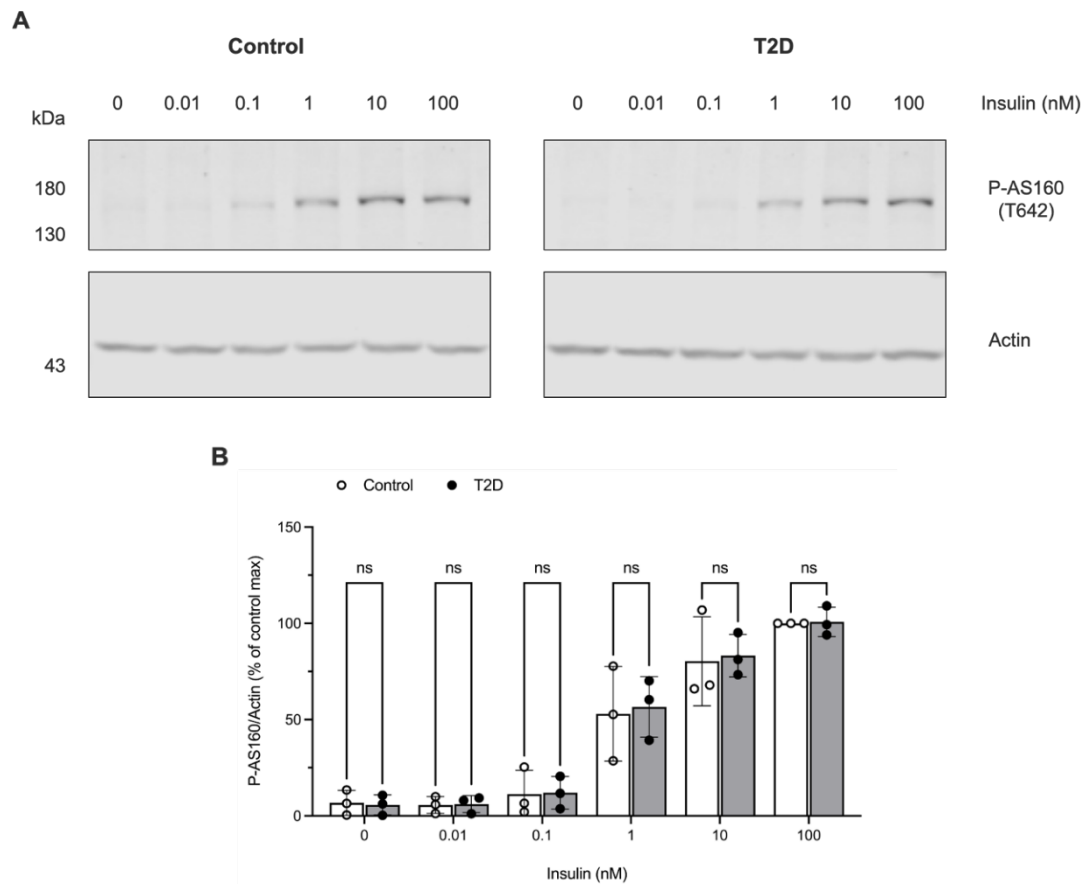 A
Control T2D
kDa 0 0.01 0.1 1 10 100 0 0.01 0.1 1 10 100 Insulin (nM)
180 P-AS160
130 (T642)
43 Actin
B
Control T2D
P-AS160/Actin (% of control max)
150
100
50
0
ns ns ns ns ns ns
0 0.01 0.1 1 10 100
Insulin (nM)